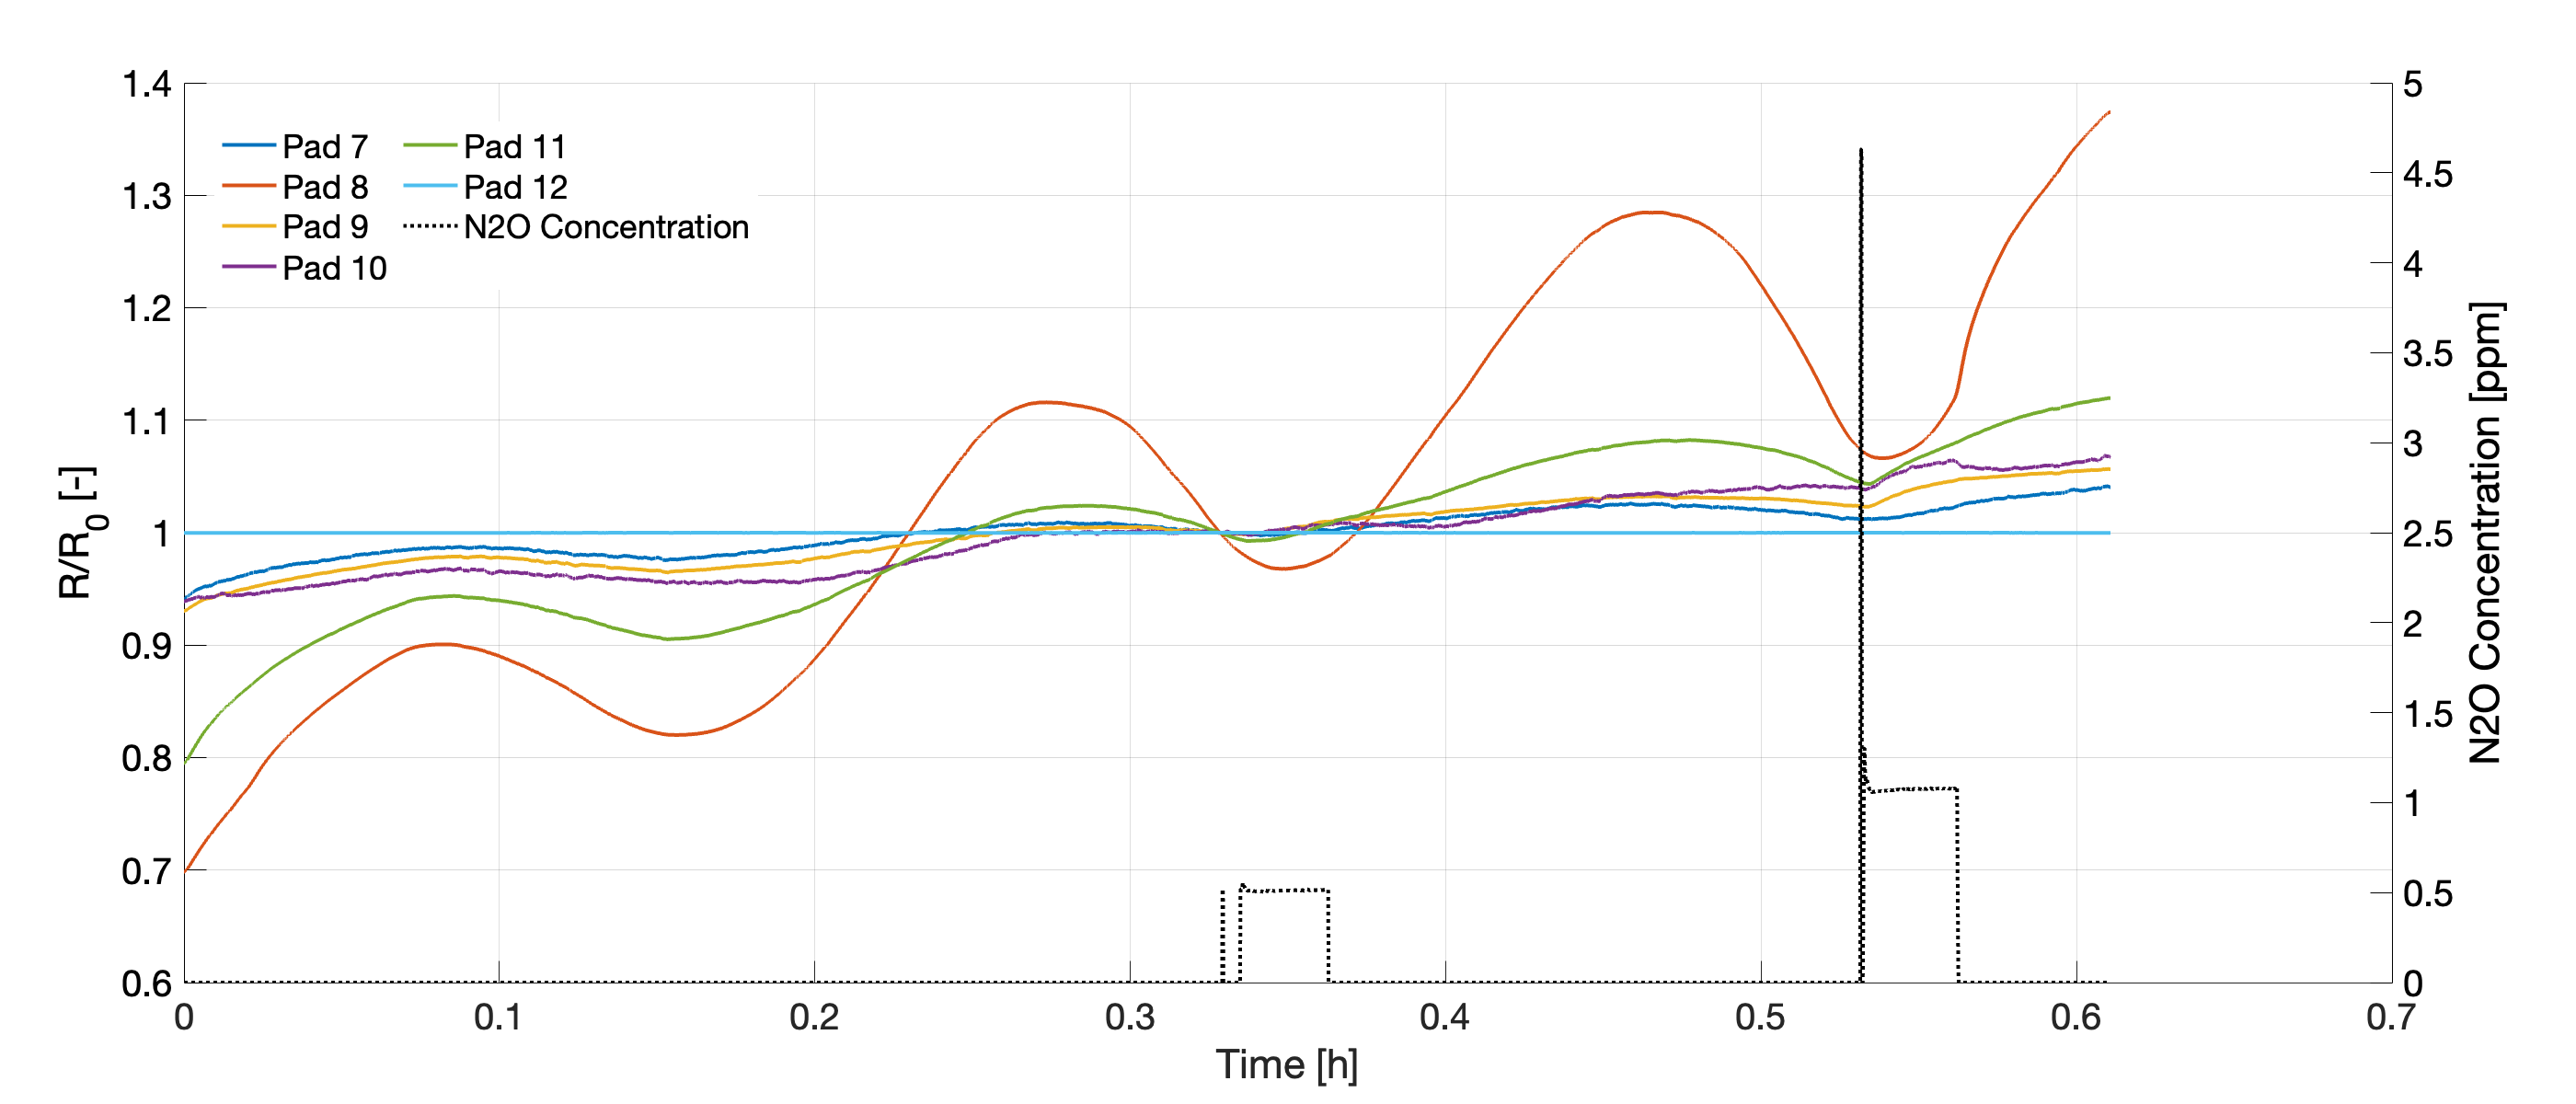 1.4
1.3
1.2
1.1
1
0.9
0.8
0.7
0.6
R/R0 [-]
Pad 7
Pad 8
Pad 9
Pad 10
Pad 11
Pad 12
N2O Concentration
5
4.5
4
3.5
3
2.5
2
1.5
1
0.5
0
N2O Concentration [ppm]
0 0.1 0.2 0.3 0.4 0.5 0.6 0.7
Time [h]